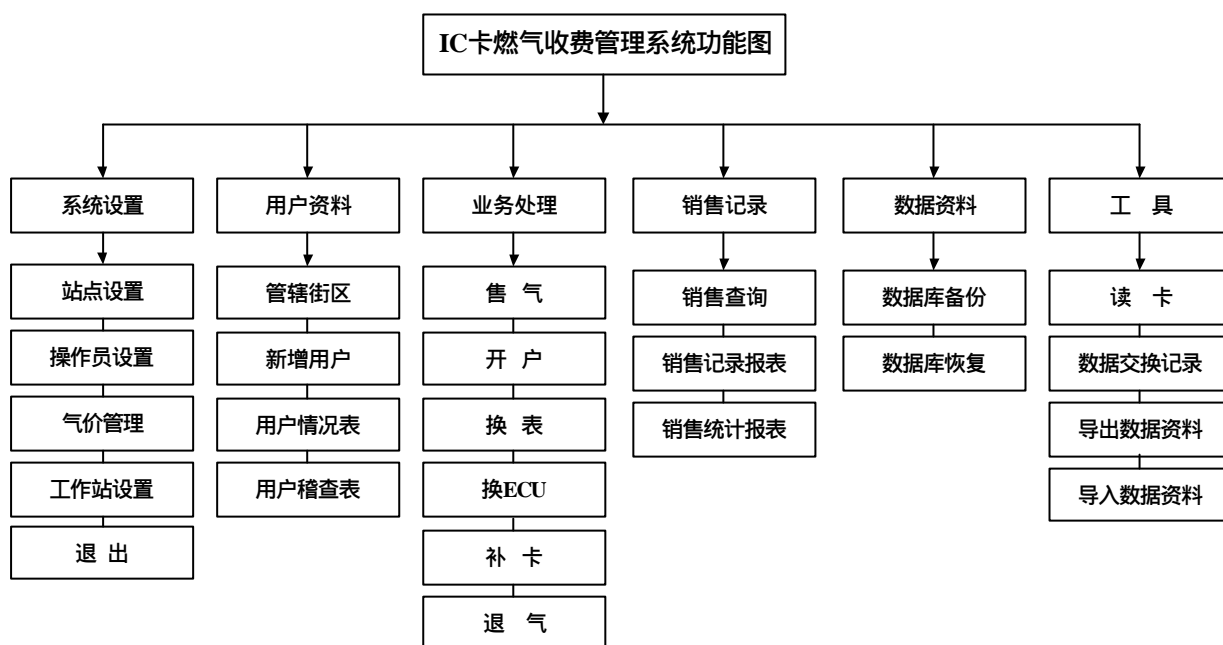 IC卡燃气收费管理系统功能图
系统设置
用户资料
业务处理
销售记录
数据资料
工 具
站点设置
管辖街区
售 气
销售查询
数据库备份
读 卡
操作员设置
新增用户
开 户
销售记录报表
数据库恢复
数据交换记录
气价管理
用户情况表
换 表
销售统计报表
导出数据资料
工作站设置
用户稽查表
换ECU
导入数据资料
退 出
补 卡
退 气